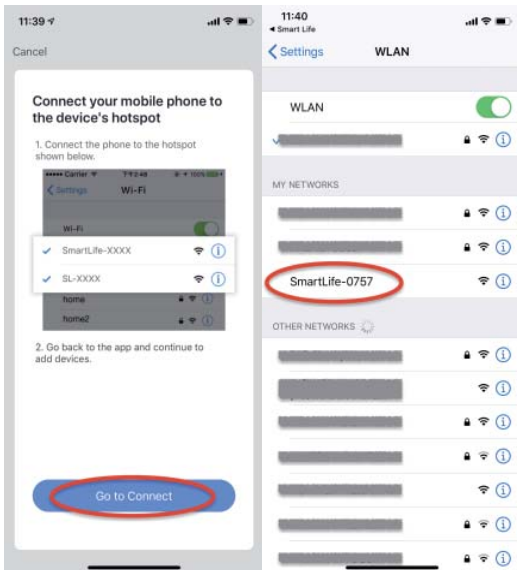 11:39
Cancel
Connect your mobile phone to
the device's hotspot
1. Connect the phone to the hotspot
shown below.
Carrier
100%
Settings
Wi-Fi
Wi-Fi
SmartLife-XXXX
SL-XXXX
home
home2
2. Go back to the app and continue to
add devices.
Go to Connect
11:40
Smart Life
Settings
WLAN
WLAN
MY NETWORKS
SmartLife-0757
OTHER NETWORKS